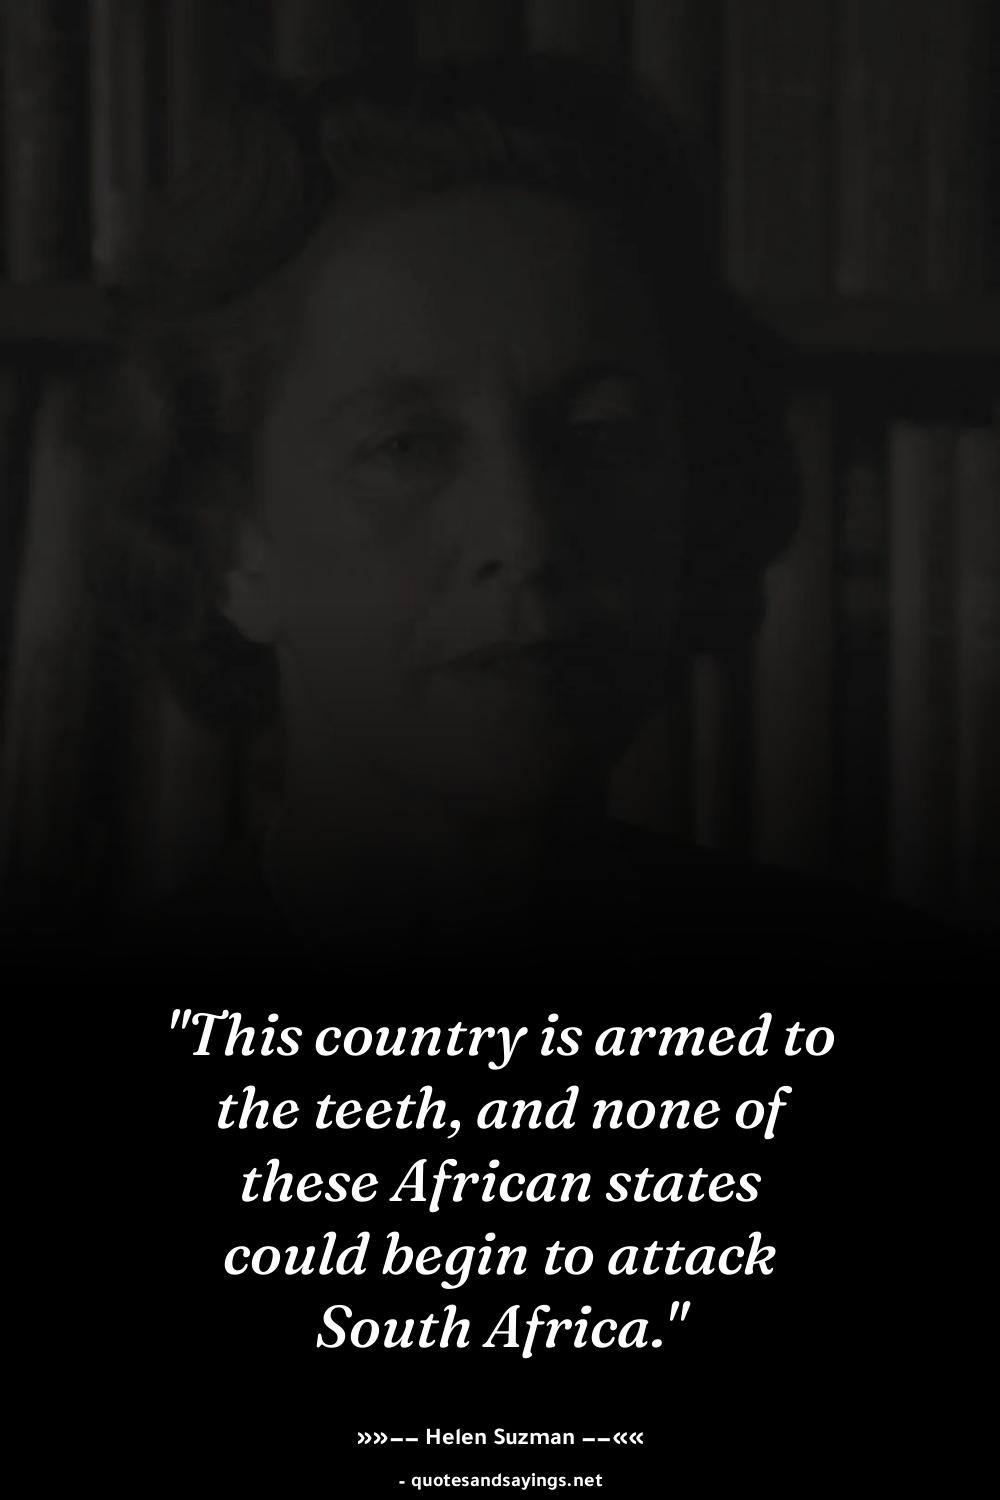 "This country is armed to
the teeth, and none of
these African states
could begin to attack
South Africa."
»»−− Helen Suzman −−««
- quotesandsayings.net